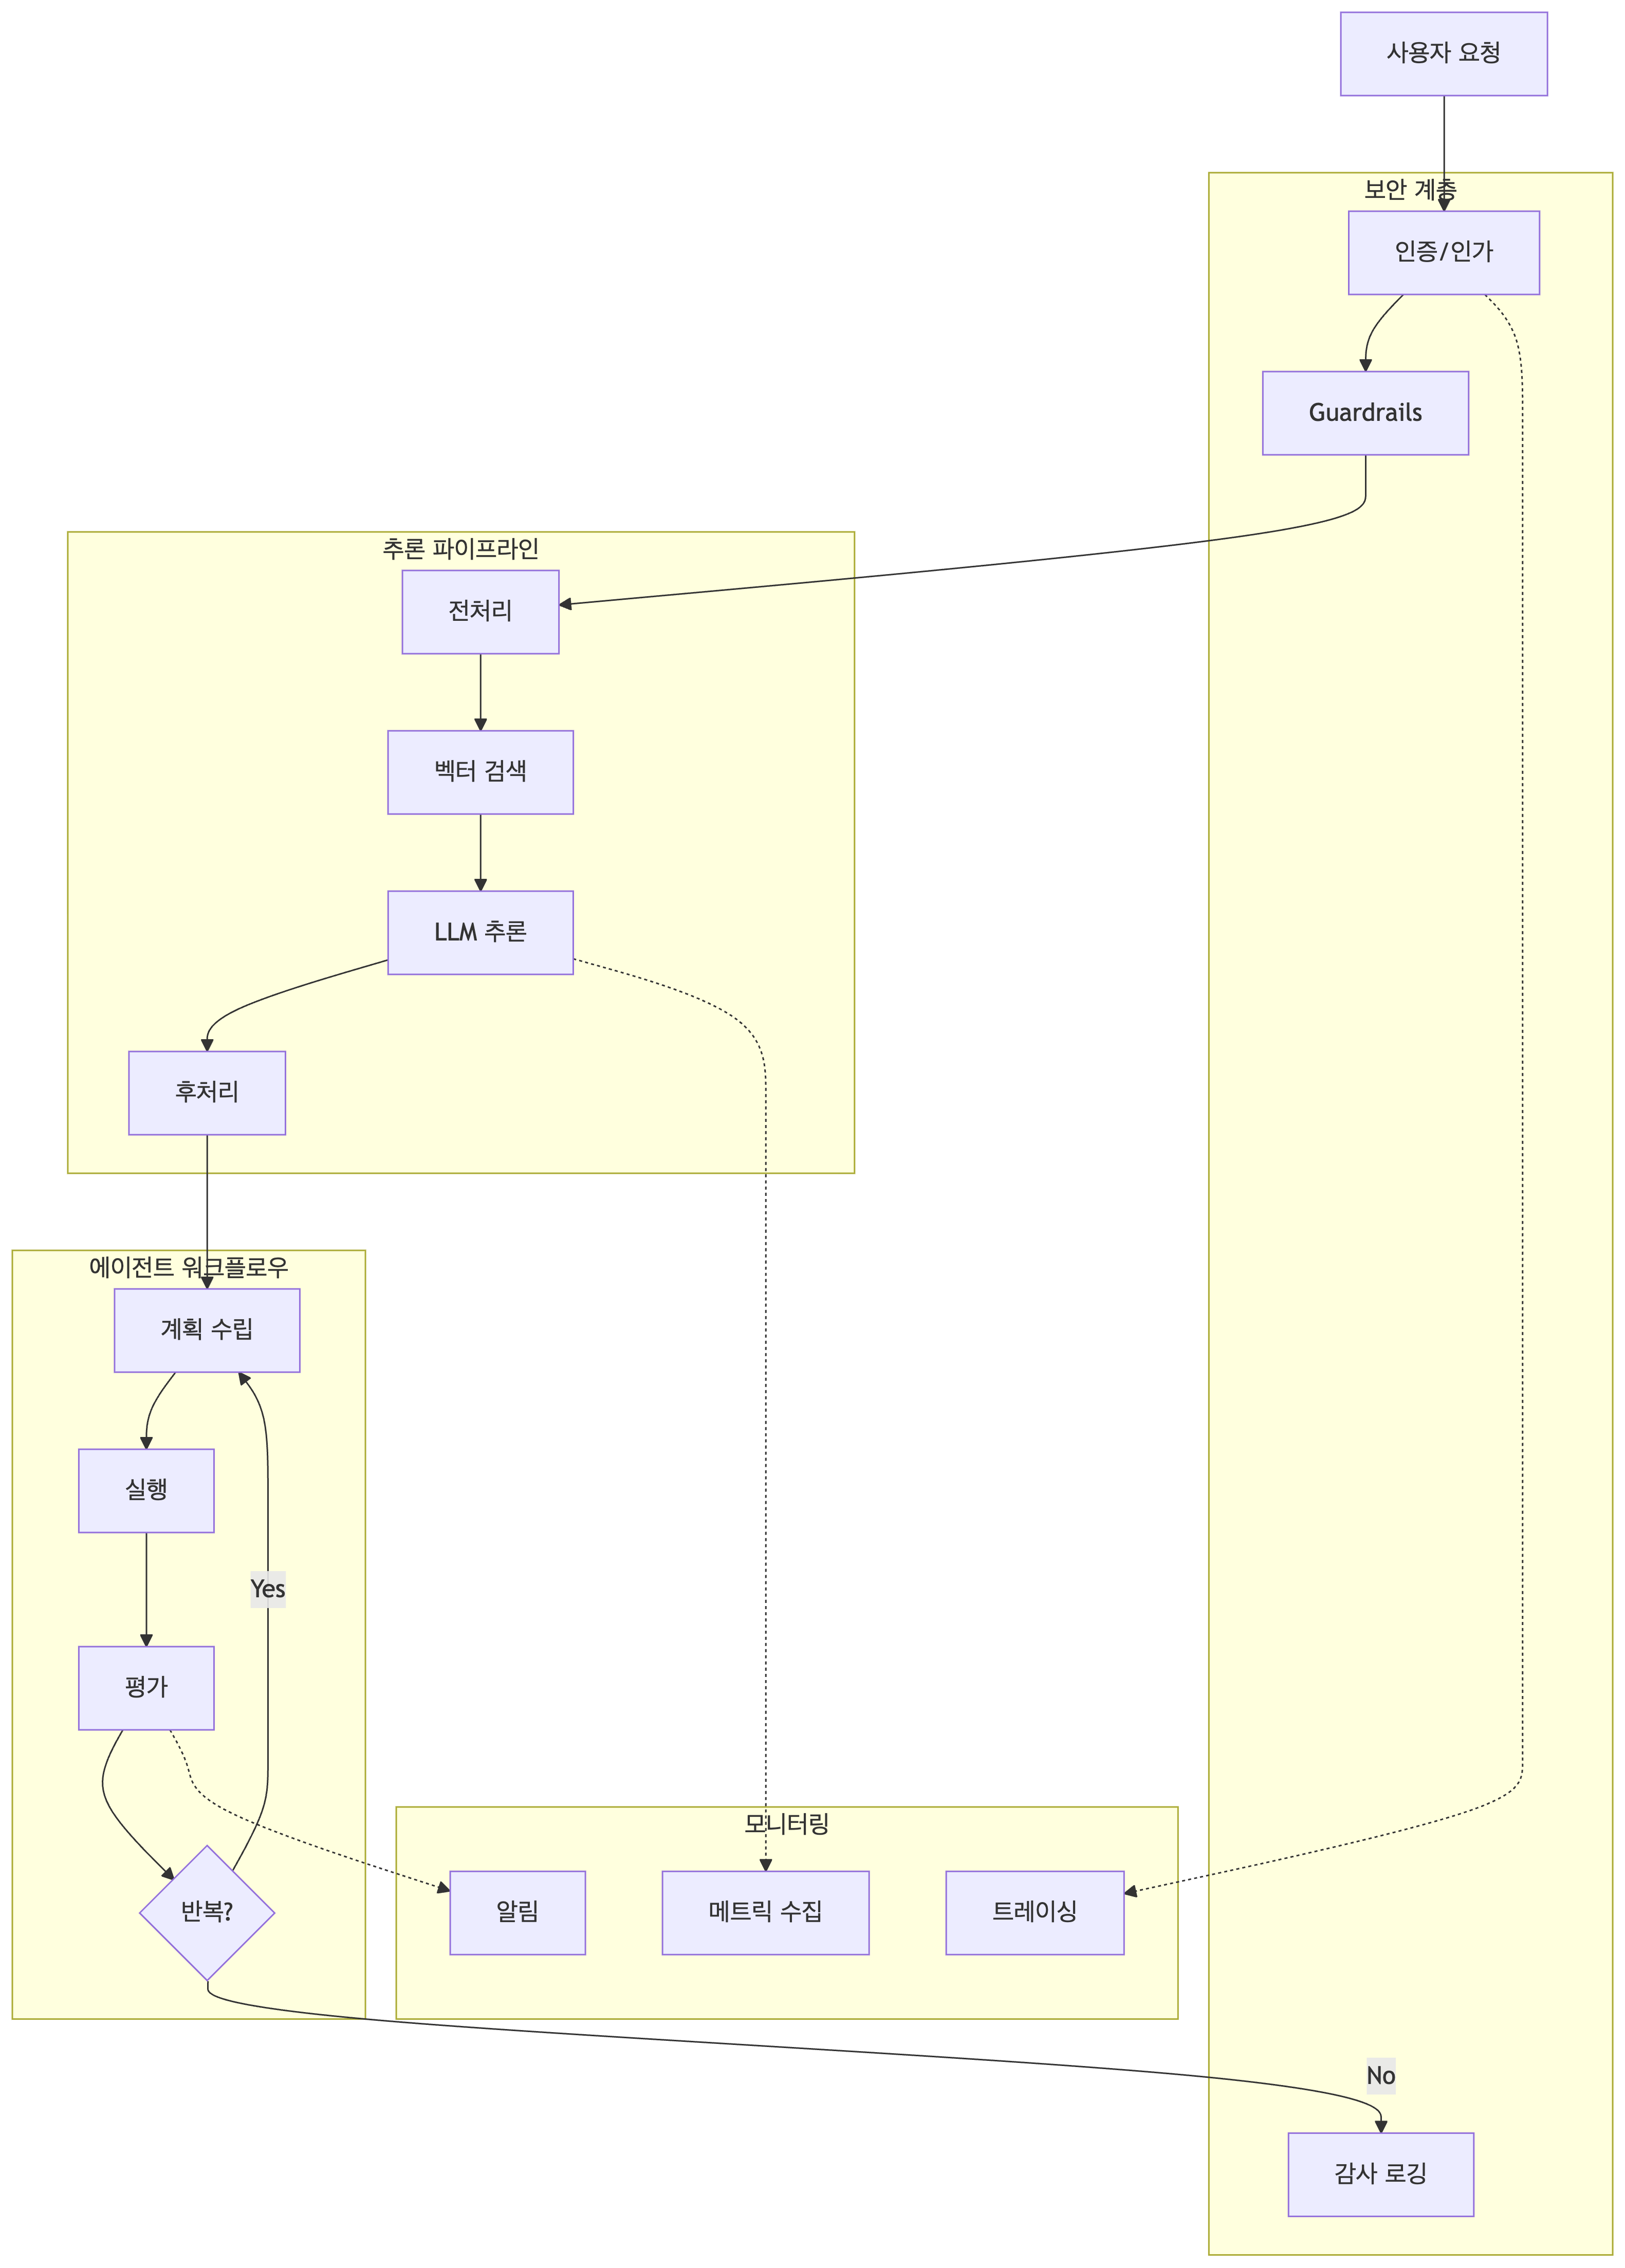 사용자 요청
보안 계층
인증/인가
Guardrails
추론 파이프라인
전처리
벡터 검색
LLM 추론
후처리
에이전트 워크플로우
계획 수립
실행
Yes
평가
모니터링
반복?
알림
메트릭 수집
트레이싱
No
감사 로깅